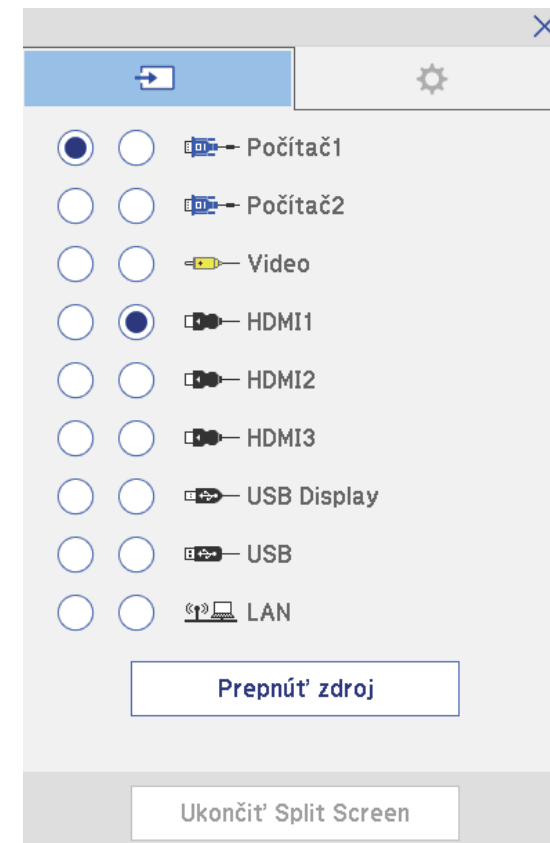 Počítač1
Počítač2
Video
HDMI1
HDMI2
HDMI3
USB Display
USB
LAN
Prepnúť zdroj
Ukončiť Split Screen